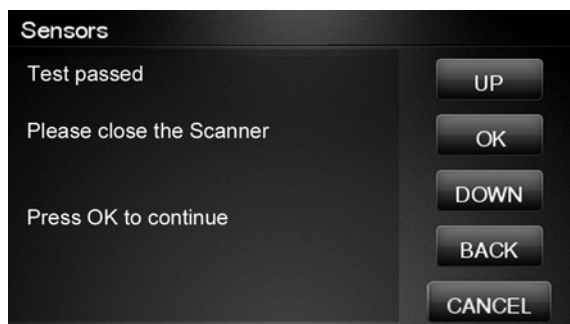 Sensors
Test passed
UP
Please close the Scanner
OK
DOWN
Press OK to continue
BACK
CANCEL